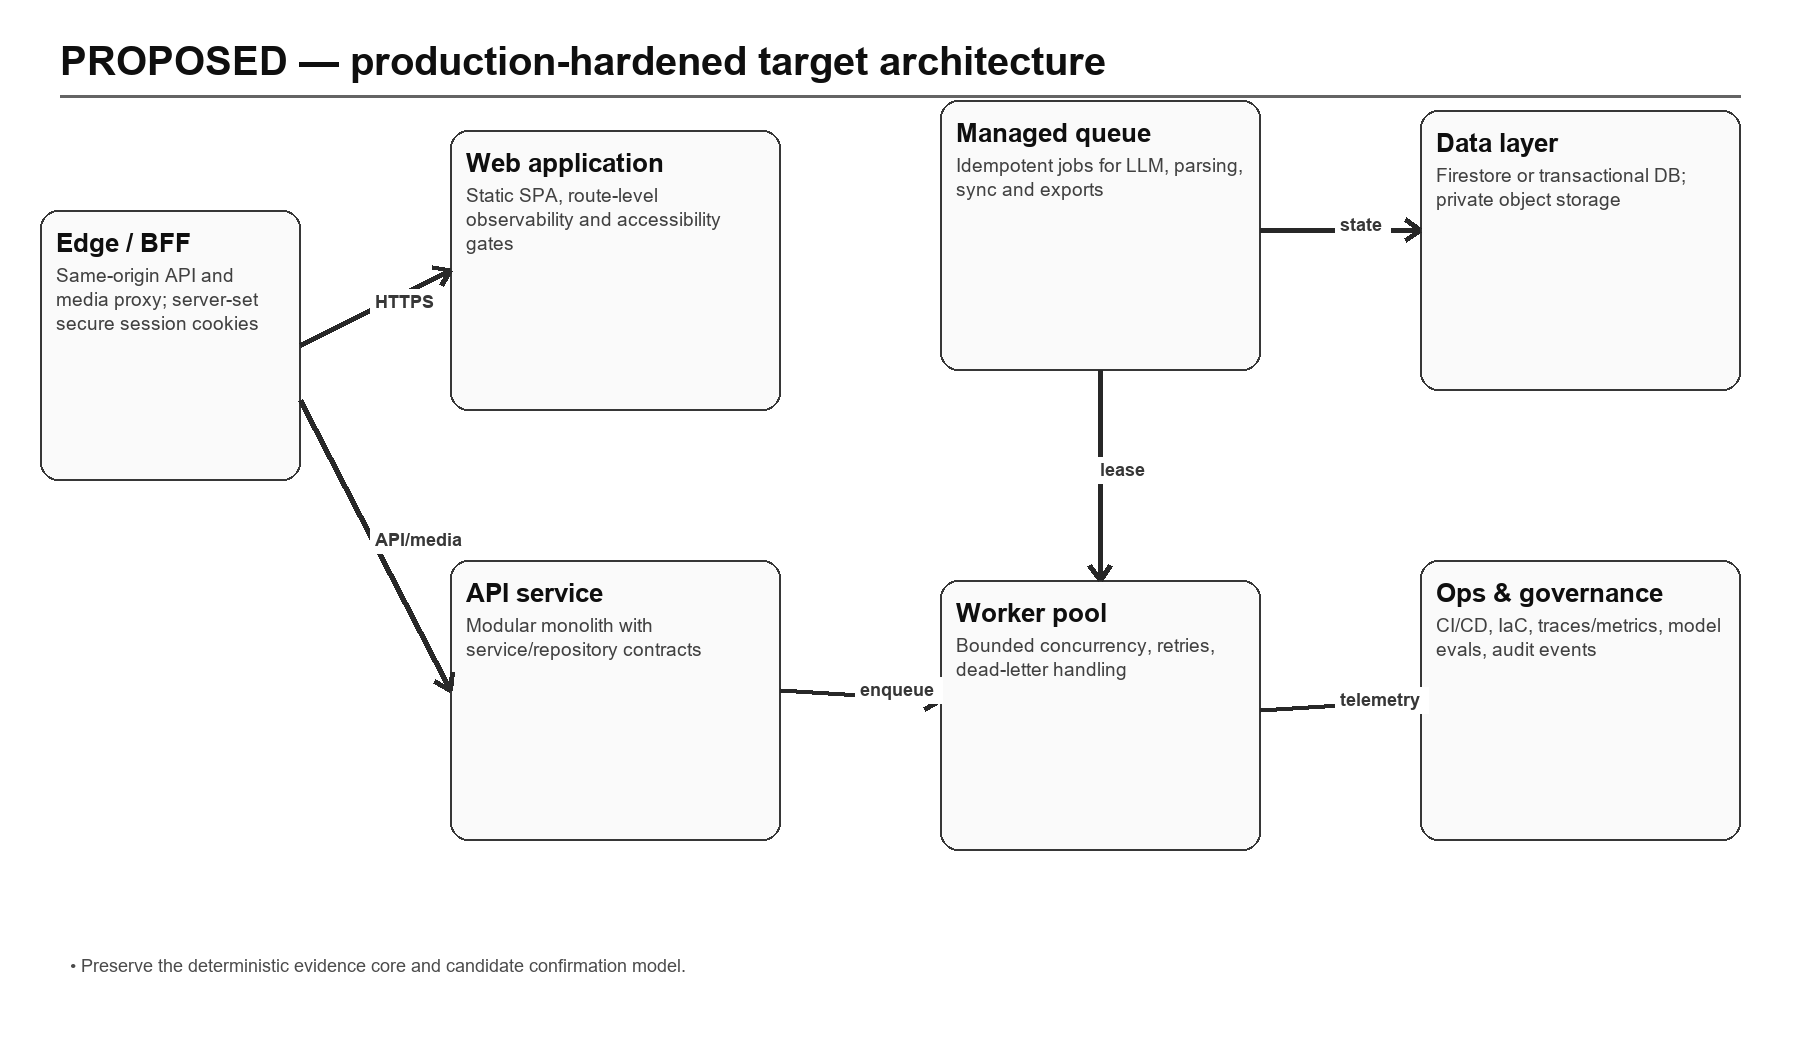 PROPOSED — production-hardened target architecture
Edge / BFF
Same-origin API and
media proxy; server-set
secure session cookies
HTTPS
API/media
Web application
Static SPA, route-level
observability and accessibility
gates
API service
Modular monolith with
service/repository contracts
enqueue
Managed queue
Idempotent jobs for LLM, parsing,
sync and exports
state
lease
Worker pool
Bounded concurrency, retries,
dead-letter handling
telemetry
Data layer
Firestore or transactional DB;
private object storage
Ops & governance
CI/CD, IaC, traces/metrics, model
evals, audit events
• Preserve the deterministic evidence core and candidate confirmation model.